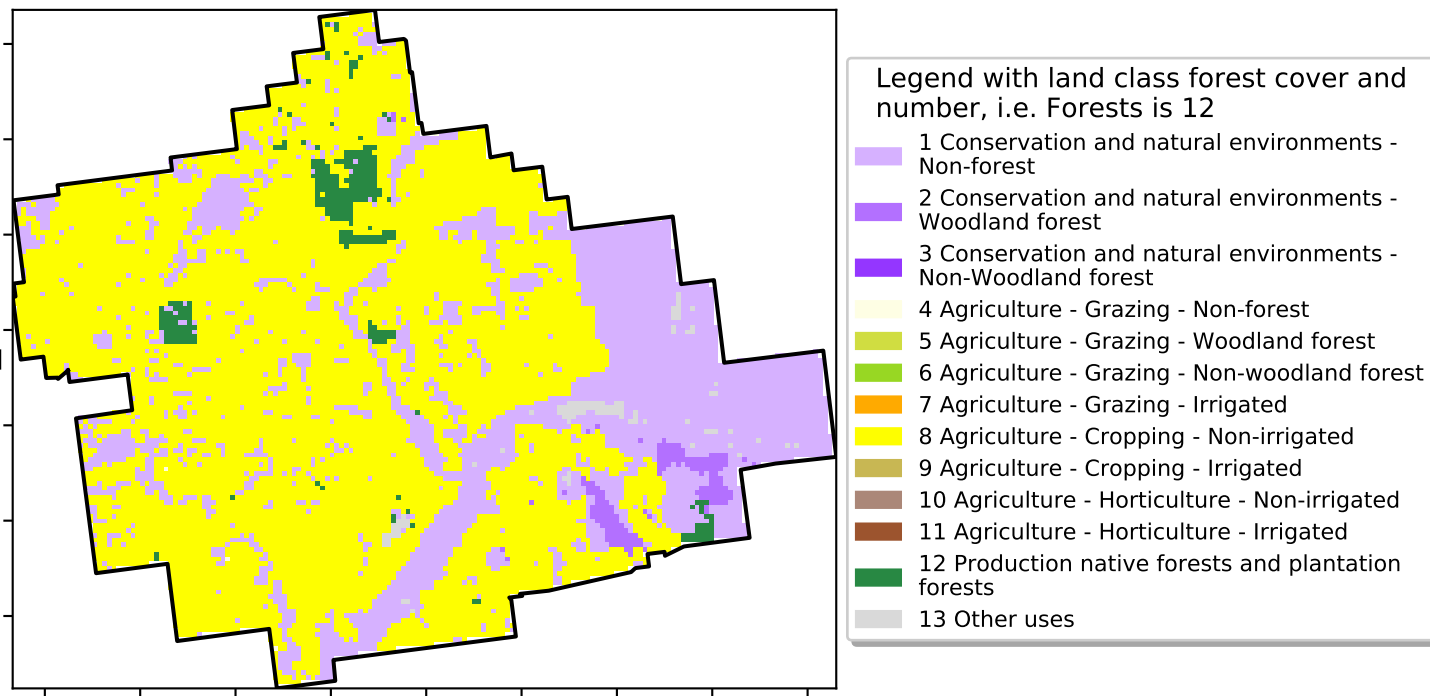 Legend with land class forest cover and
number, i.e. Forests is 12
1 Conservation and natural environments -
Non-forest
2 Conservation and natural environments -
Woodland forest
3 Conservation and natural environments -
Non-Woodland forest
4 Agriculture - Grazing - Non-forest
5 Agriculture - Grazing - Woodland forest
6 Agriculture - Grazing - Non-woodland forest
7 Agriculture - Grazing - Irrigated
8 Agriculture - Cropping - Non-irrigated
9 Agriculture - Cropping - Irrigated
10 Agriculture - Horticulture - Non-irrigated
11 Agriculture - Horticulture - Irrigated
12 Production native forests and plantation
forests
13 Other uses